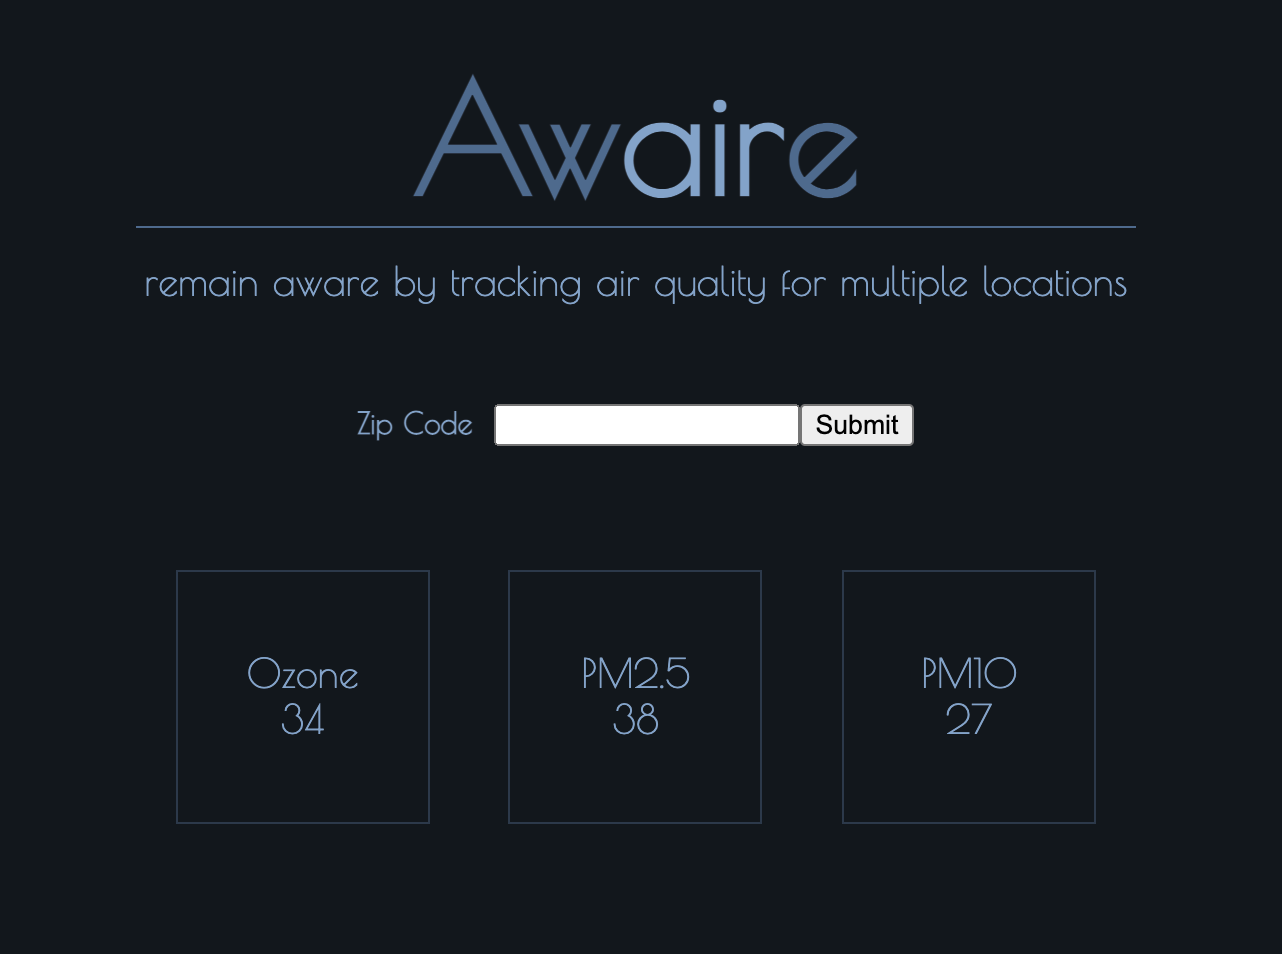 Awaire
remain aware by tracking air quality for multiple locations
Zip Code Submit
Ozone
34
PM2.5
38
PM10
27